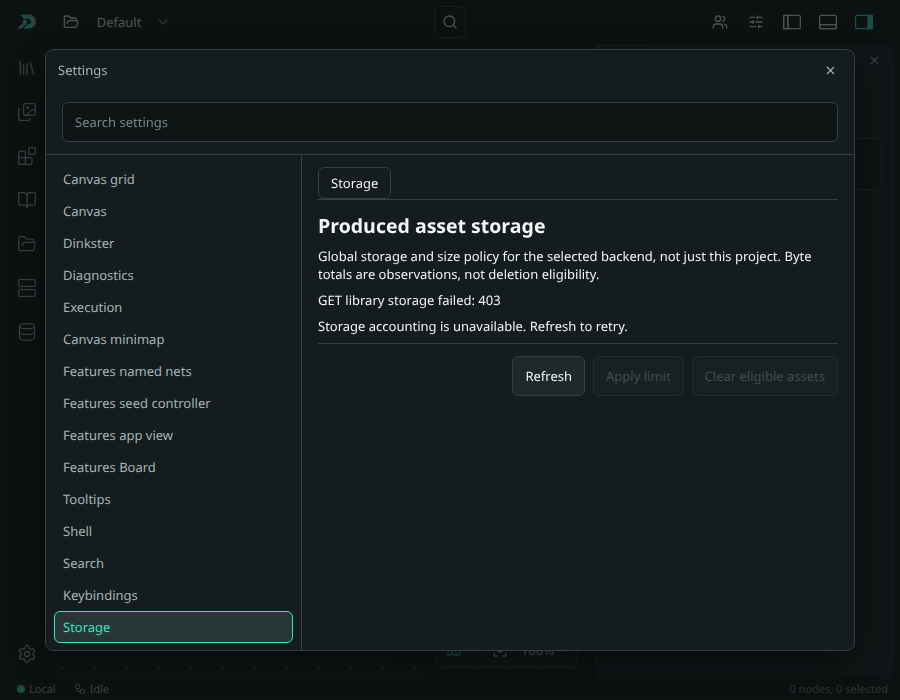 Default
Settings
Search settings
Canvas grid
Canvas
Dinkster
Diagnostics
Execution
Canvas minimap
Features named nets
Features seed controller
Features app view
Features Board
Tooltips
Shell
Search
Keybindings
Storage
Storage
Produced asset storage
Global storage and size policy for the selected backend, not just this project. Byte
totals are observations, not deletion eligibility.
GET library storage failed: 403
Storage accounting is unavailable. Refresh to retry.
Refresh
Apply limit
Clear eligible assets
100%
Local
Idle
0 nodes, 0 selected